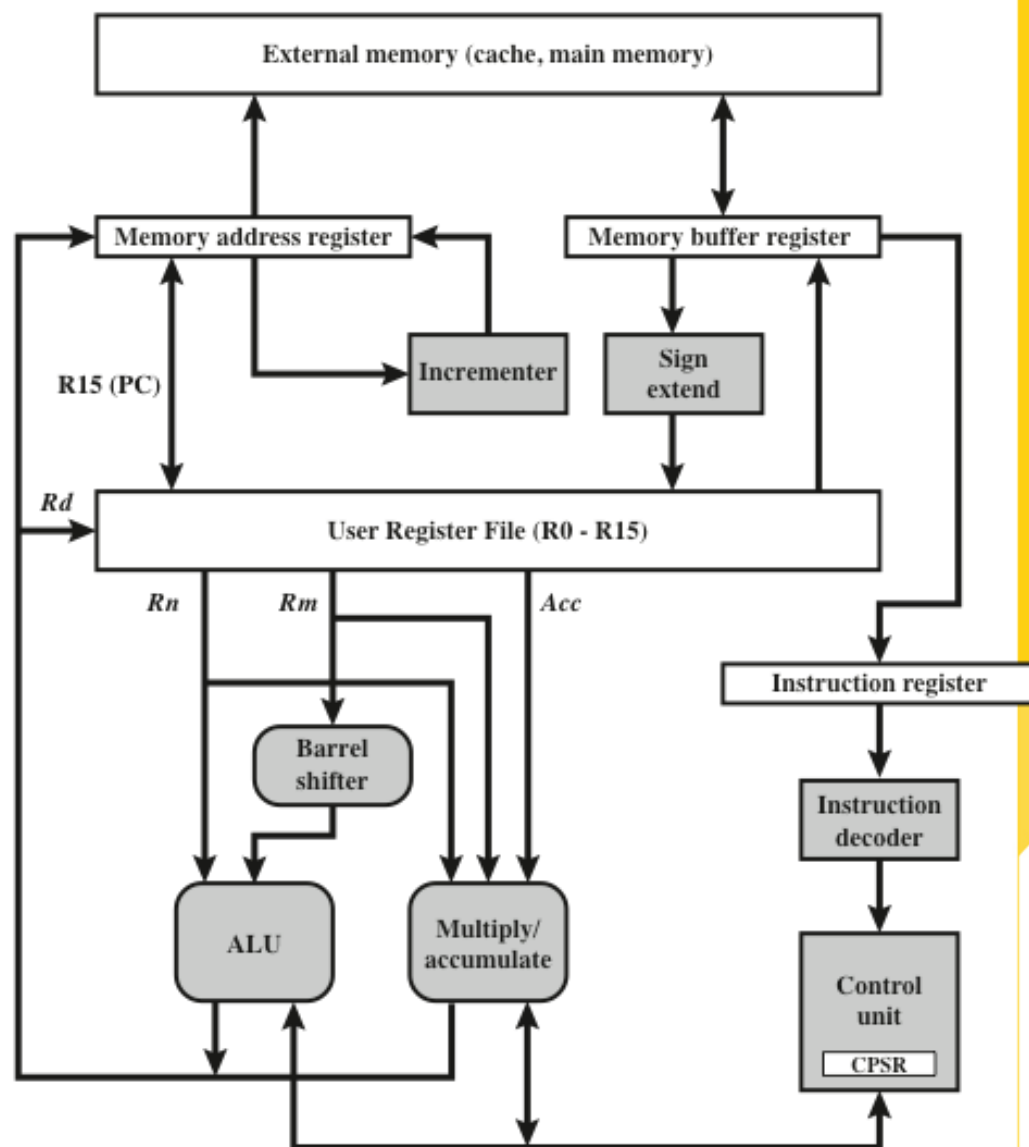 External memory (cache, main memory)
Memory address register
Memory buffer register
Incrementer
Sign
extend
R15 (PC)
Rd
User Register File (R0 - R15)
Rn
Rm
Acc
Instruction register
Barrel
shifter
Instruction
decoder
ALU
Multiply/
accumulate
Control
unit
CPSR